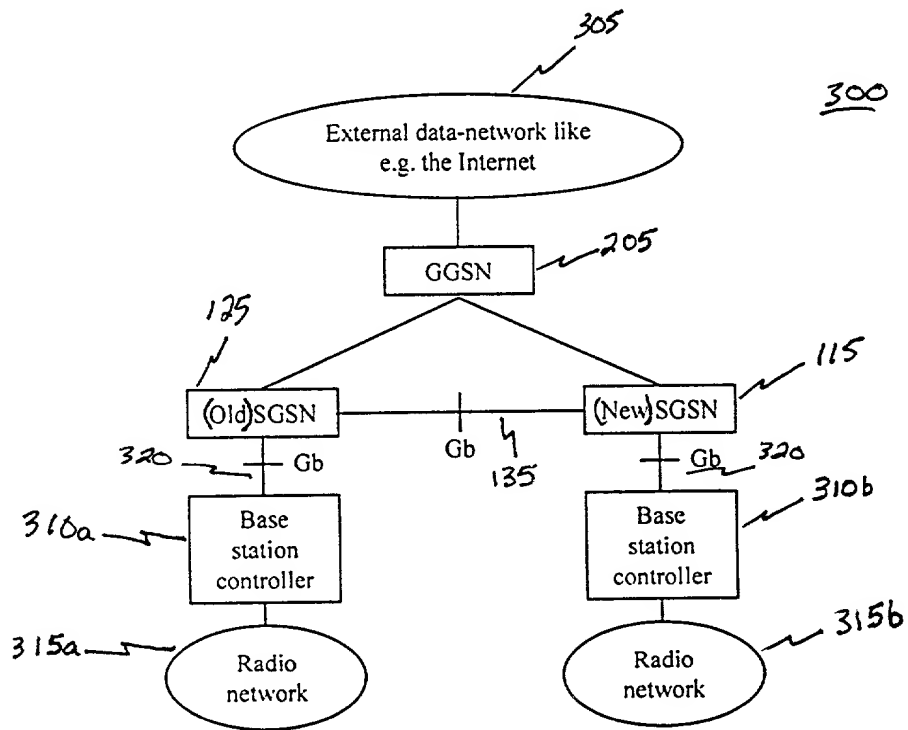 305
300
External data-network like
e.g. the Internet
205
GGSN
125
115
(Old)SGSN
(New)SGSN
Gb
135
320
Gb
Gb
320
310a
Base
station
controller
310b
Base
station
controller
315a
Radio
network
315b
Radio
network